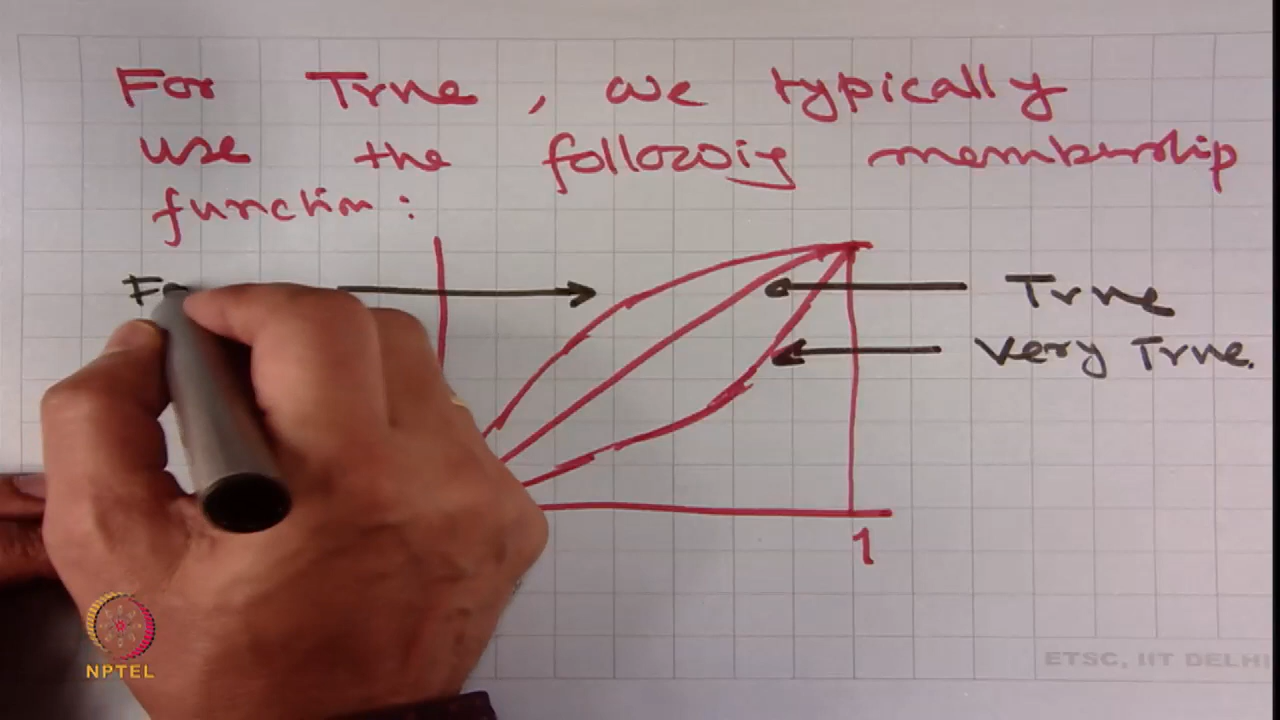 For True, we typically
use the following membership
function:
True
Very True.
1
NPTEL
ETSC, IIT DELHI